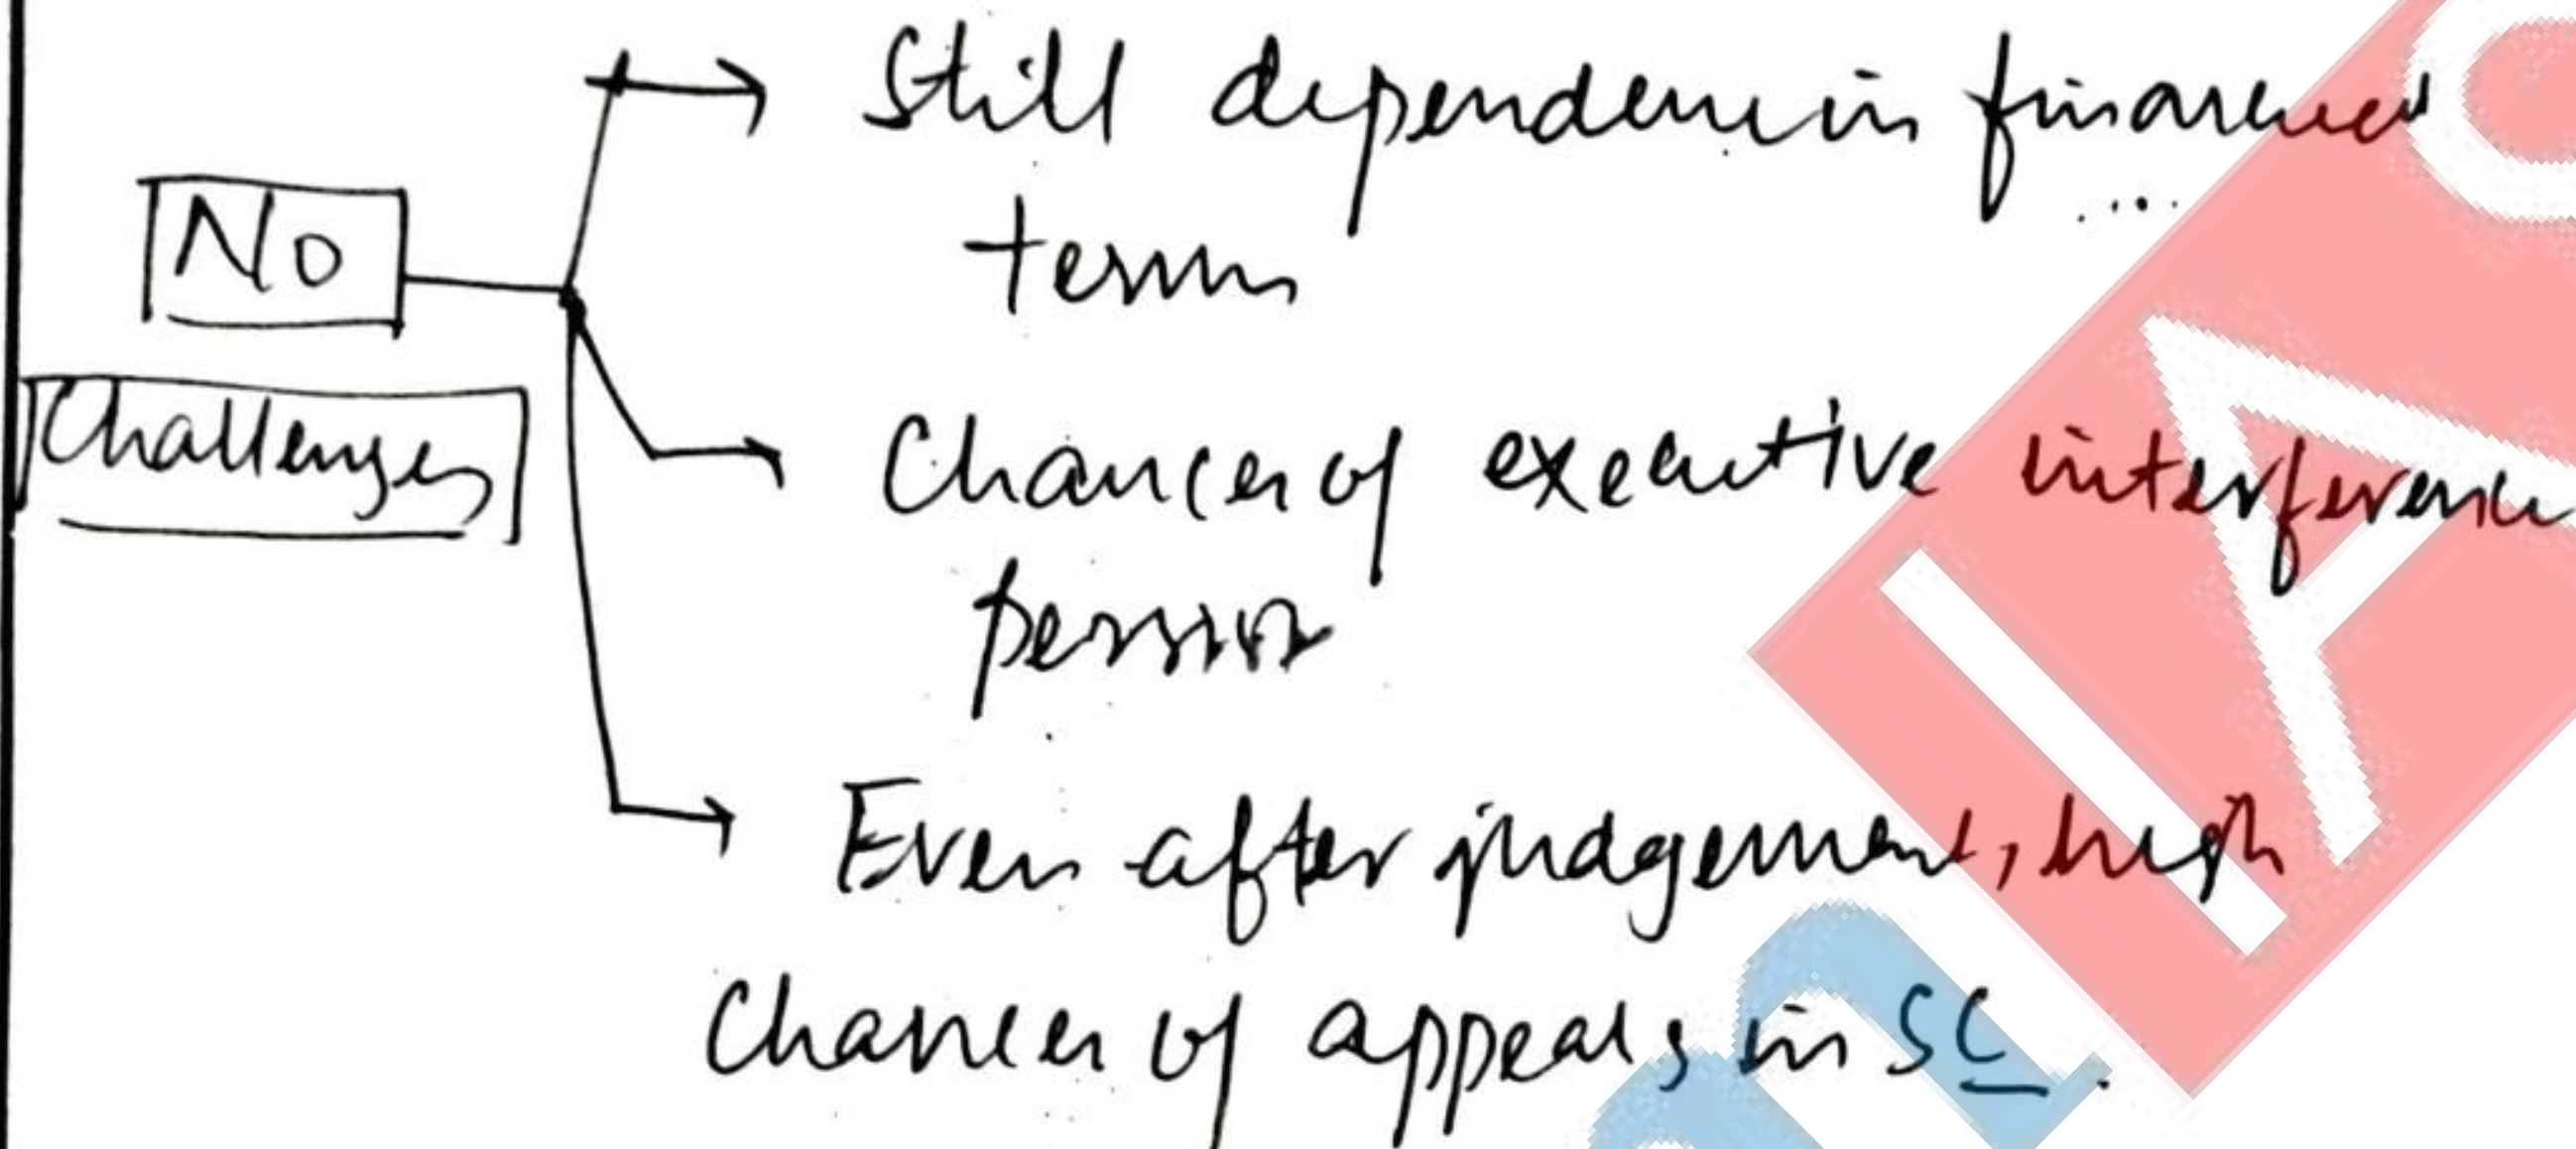 Still dependence in financial
terms
No
Challenges
Chances of executive interference
persist
Even after judgement, high
Chances of appeals in SC.
IA